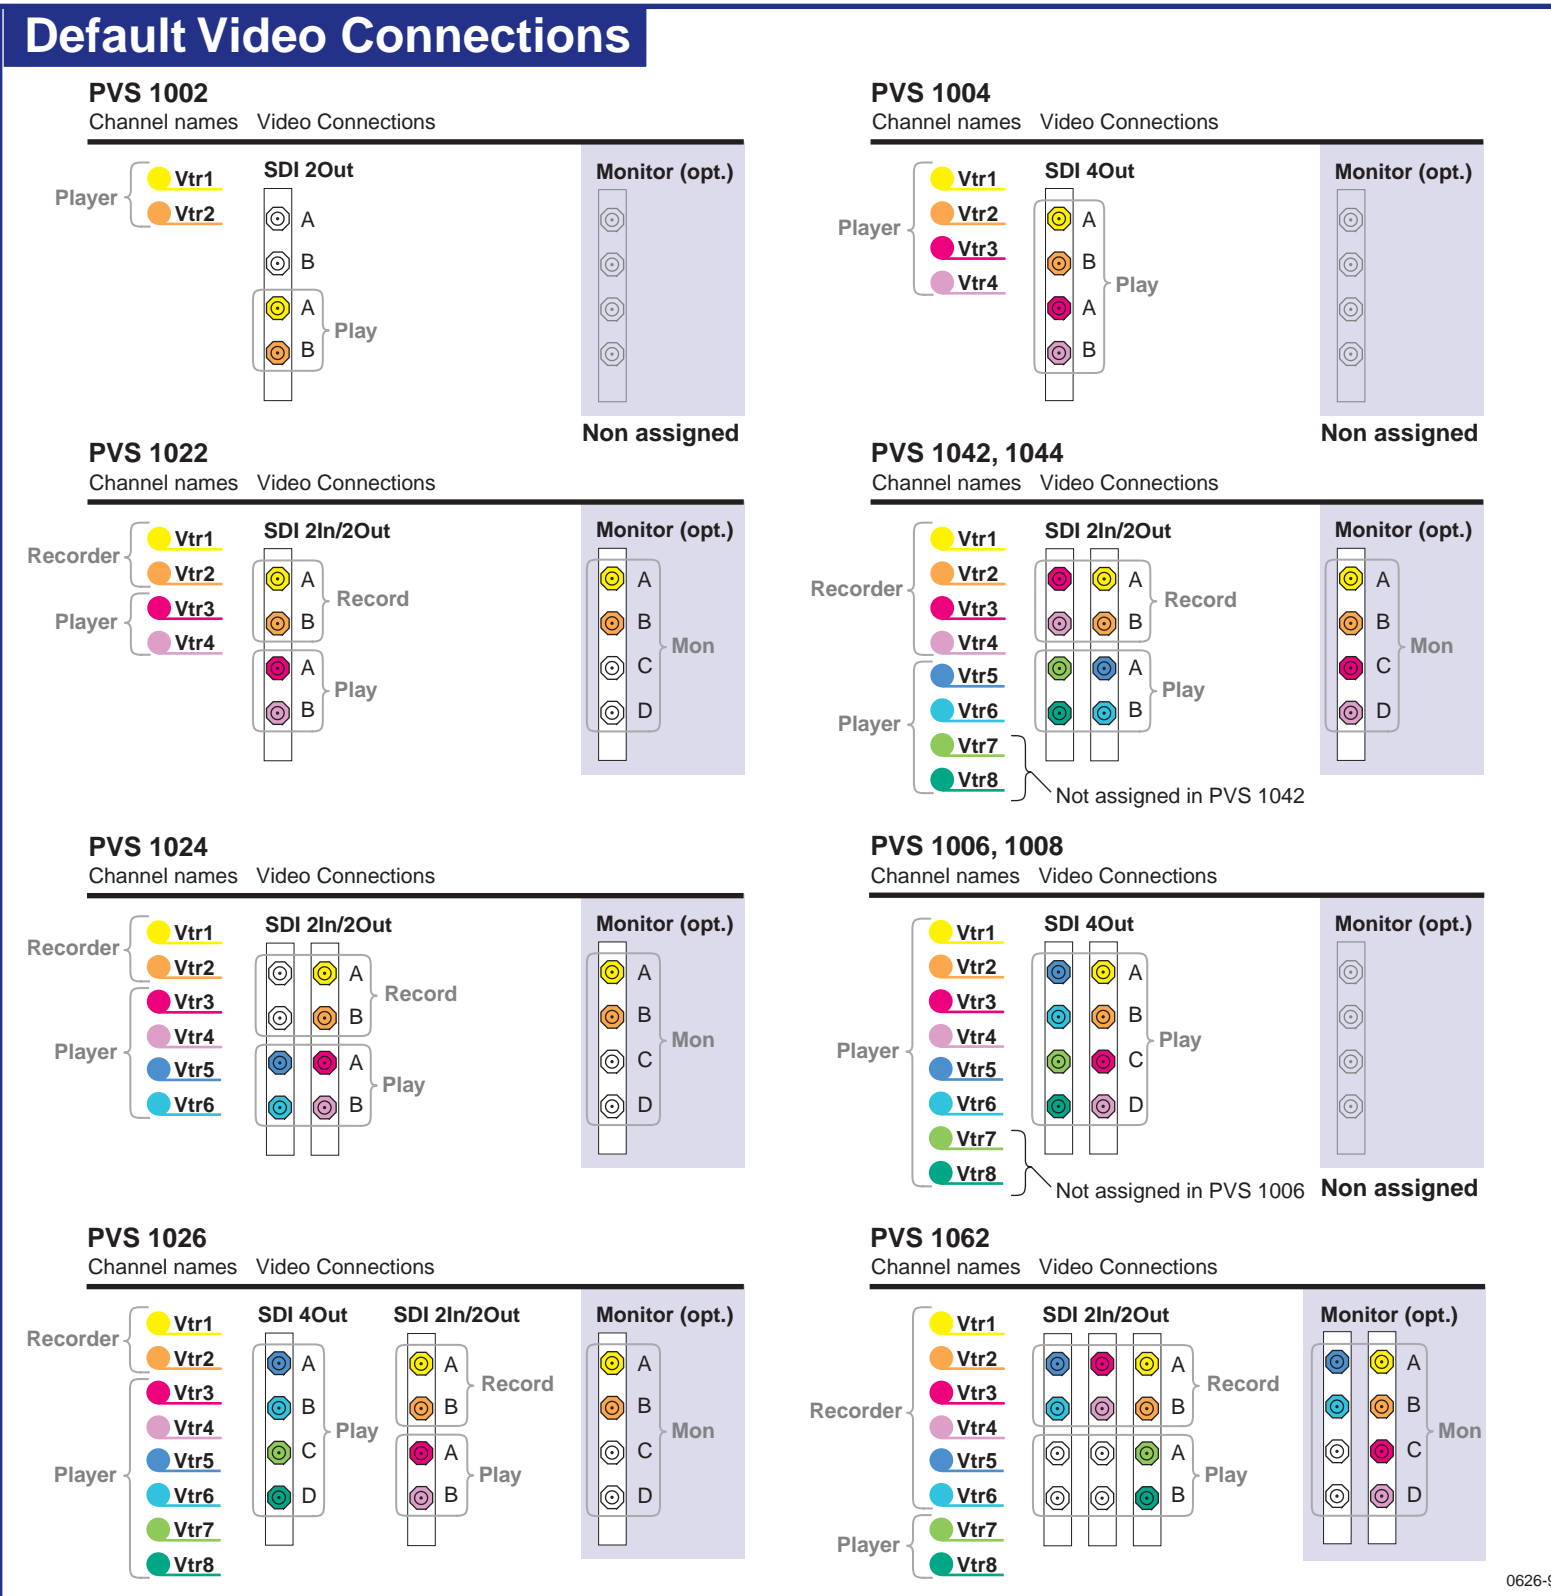 Default Video Connections
PVS 1002
Channel names Video Connections
Player
Vtr1
Vtr2
SDI 2Out
A
B
A
B
Play
Monitor (opt.)
Non assigned
PVS 1004
Channel names Video Connections
Player
Vtr1
Vtr2
Vtr3
Vtr4
SDI 4Out
A
B
A
B
Play
Monitor (opt.)
Non assigned
PVS 1022
Channel names Video Connections
Recorder
Player
Vtr1
Vtr2
Vtr3
Vtr4
SDI 2In/2Out
A
B
Record
A
B
Play
Monitor (opt.)
A
B
C
D
Mon
PVS 1042, 1044
Channel names Video Connections
Recorder
Player
Vtr1
Vtr2
Vtr3
Vtr4
Vtr5
Vtr6
Vtr7
Vtr8
Not assigned in PVS 1042
SDI 2In/2Out
A
B
Record
A
B
Play
Monitor (opt.)
A
B
C
D
Mon
PVS 1024
Channel names Video Connections
Recorder
Player
Vtr1
Vtr2
Vtr3
Vtr4
Vtr5
Vtr6
SDI 2In/2Out
A
B
Record
A
B
Play
Monitor (opt.)
A
B
C
D
Mon
PVS 1006, 1008
Channel names Video Connections
Player
Vtr1
Vtr2
Vtr3
Vtr4
Vtr5
Vtr6
Vtr7
Vtr8
Not assigned in PVS 1006
SDI 4Out
A
B
C
D
Play
Monitor (opt.)
Non assigned
PVS 1026
Channel names Video Connections
Recorder
Player
Vtr1
Vtr2
Vtr3
Vtr4
Vtr5
Vtr6
Vtr7
Vtr8
SDI 4Out
A
B
C
D
Play
SDI 2In/2Out
A
B
Record
A
B
Play
Monitor (opt.)
A
B
C
D
Mon
PVS 1062
Channel names Video Connections
Recorder
Player
Vtr1
Vtr2
Vtr3
Vtr4
Vtr5
Vtr6
Vtr7
Vtr8
SDI 2In/2Out
A
B
Record
A
B
Play
Monitor (opt.)
A
B
C
D
Mon